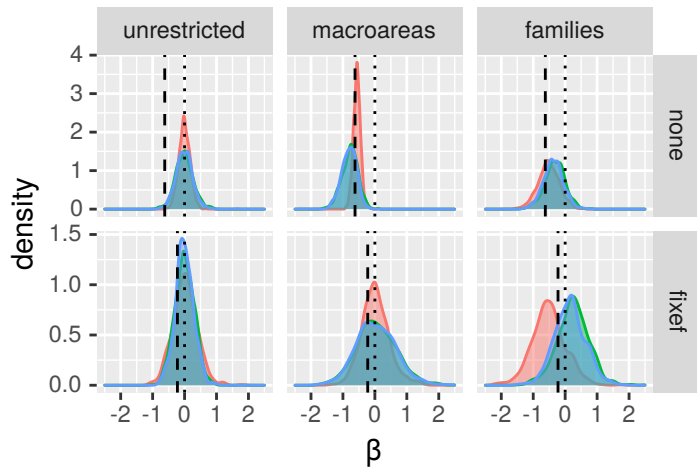 unrestricted macroareas families
4
3
2
1
0
none
density
1.5
1.0
0.5
0.0
fixef
-2 -1 0 1 2 -2 -1 0 1 2 -2 -1 0 1 2
β